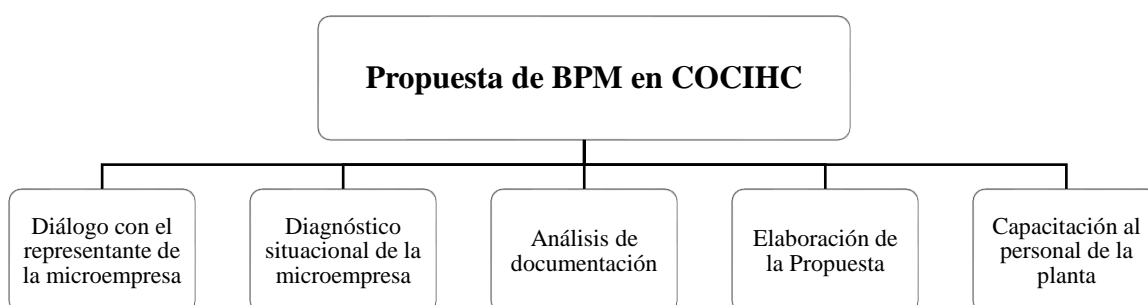 Propuesta de BPM en COCIHC
Diálogo con el
representante de
la microempresa
Diagnóstico
situacional de la
microempresa
Análisis de
documentación
Elaboración de
la Propuesta
Capacitación al
personal de la
planta